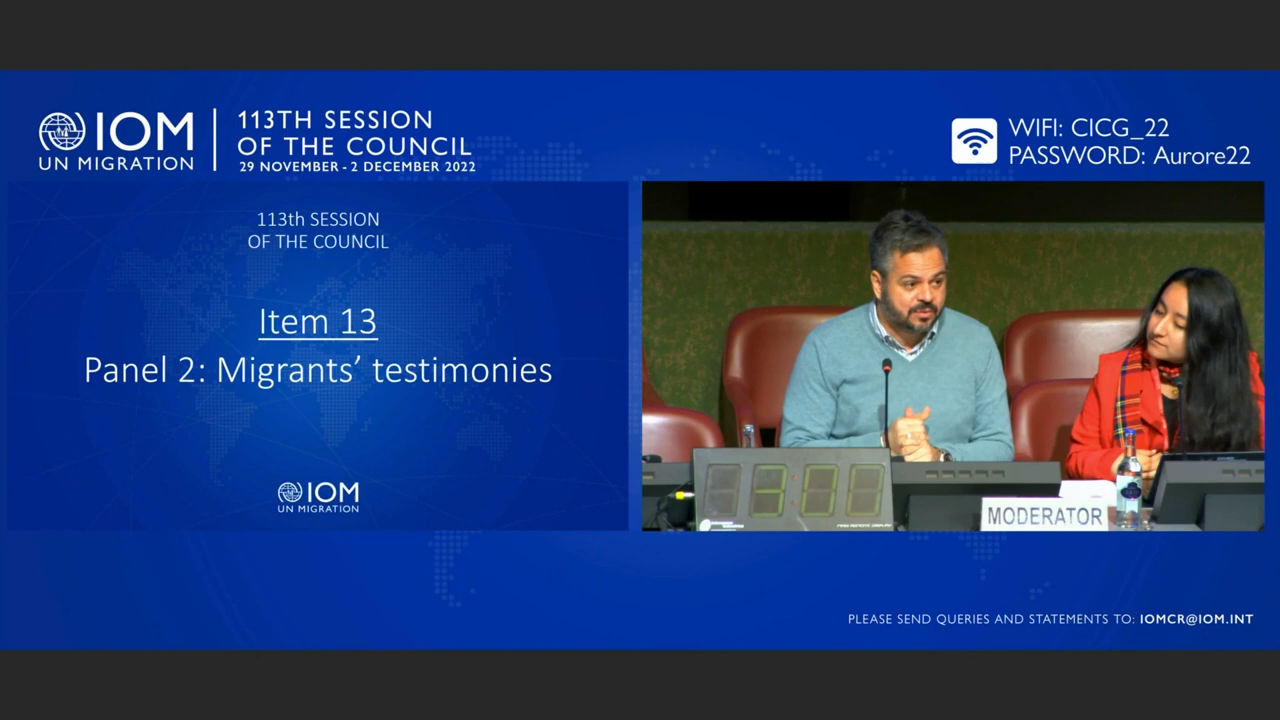 IOM
UN MIGRATION
113TH SESSION
OF THE COUNCIL
29 NOVEMBER - 2 DECEMBER 2022
WIFI: CICG_22
PASSWORD: Aurore22
113th SESSION
OF THE COUNCIL
Item 13
Panel 2: Migrants’ testimonies
IOM
UN MIGRATION
3:00
MODERATOR
PLEASE SEND QUERIES AND STATEMENTS TO: IOMCR@IOM.INT